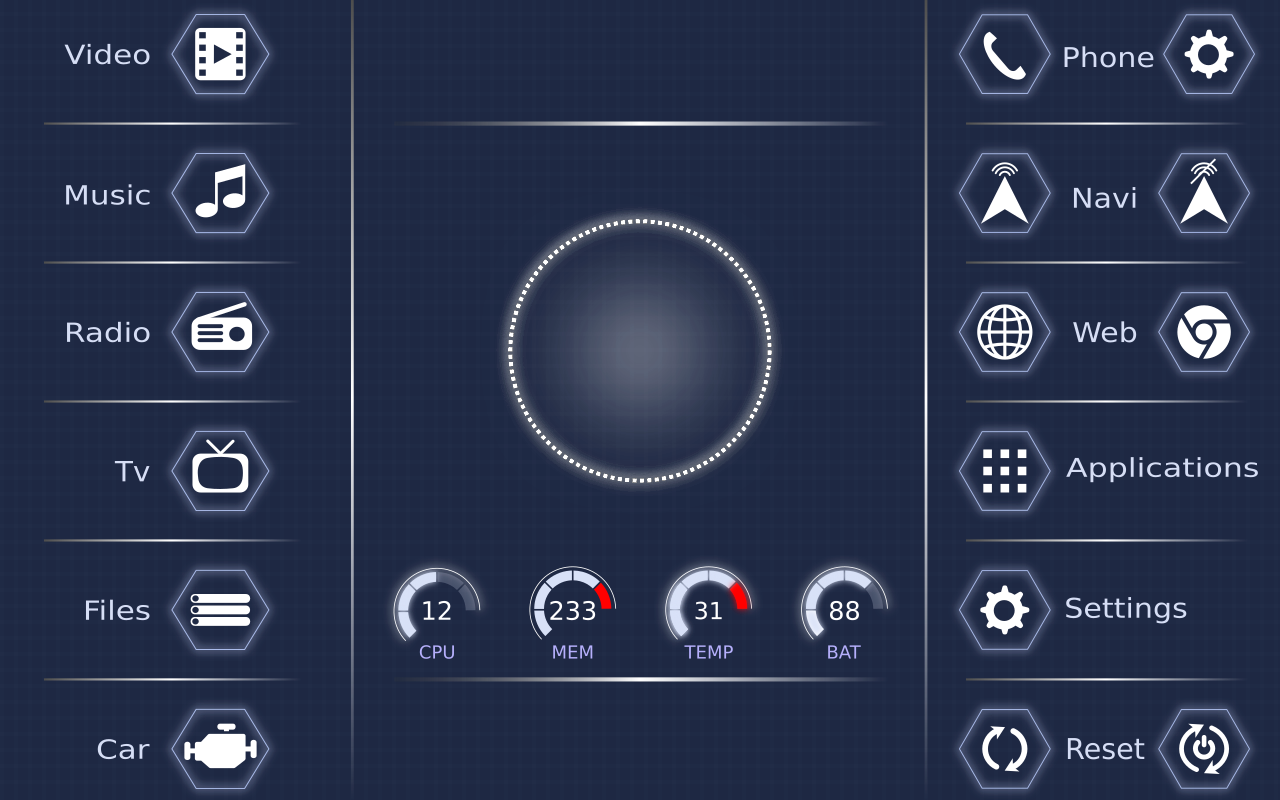 Video
Music
Radio
Tv
Files
Car
12
CPU
233
MEM
31
TEMP
88
BAT
Phone
Navi
Web
Applications
Settings
Reset